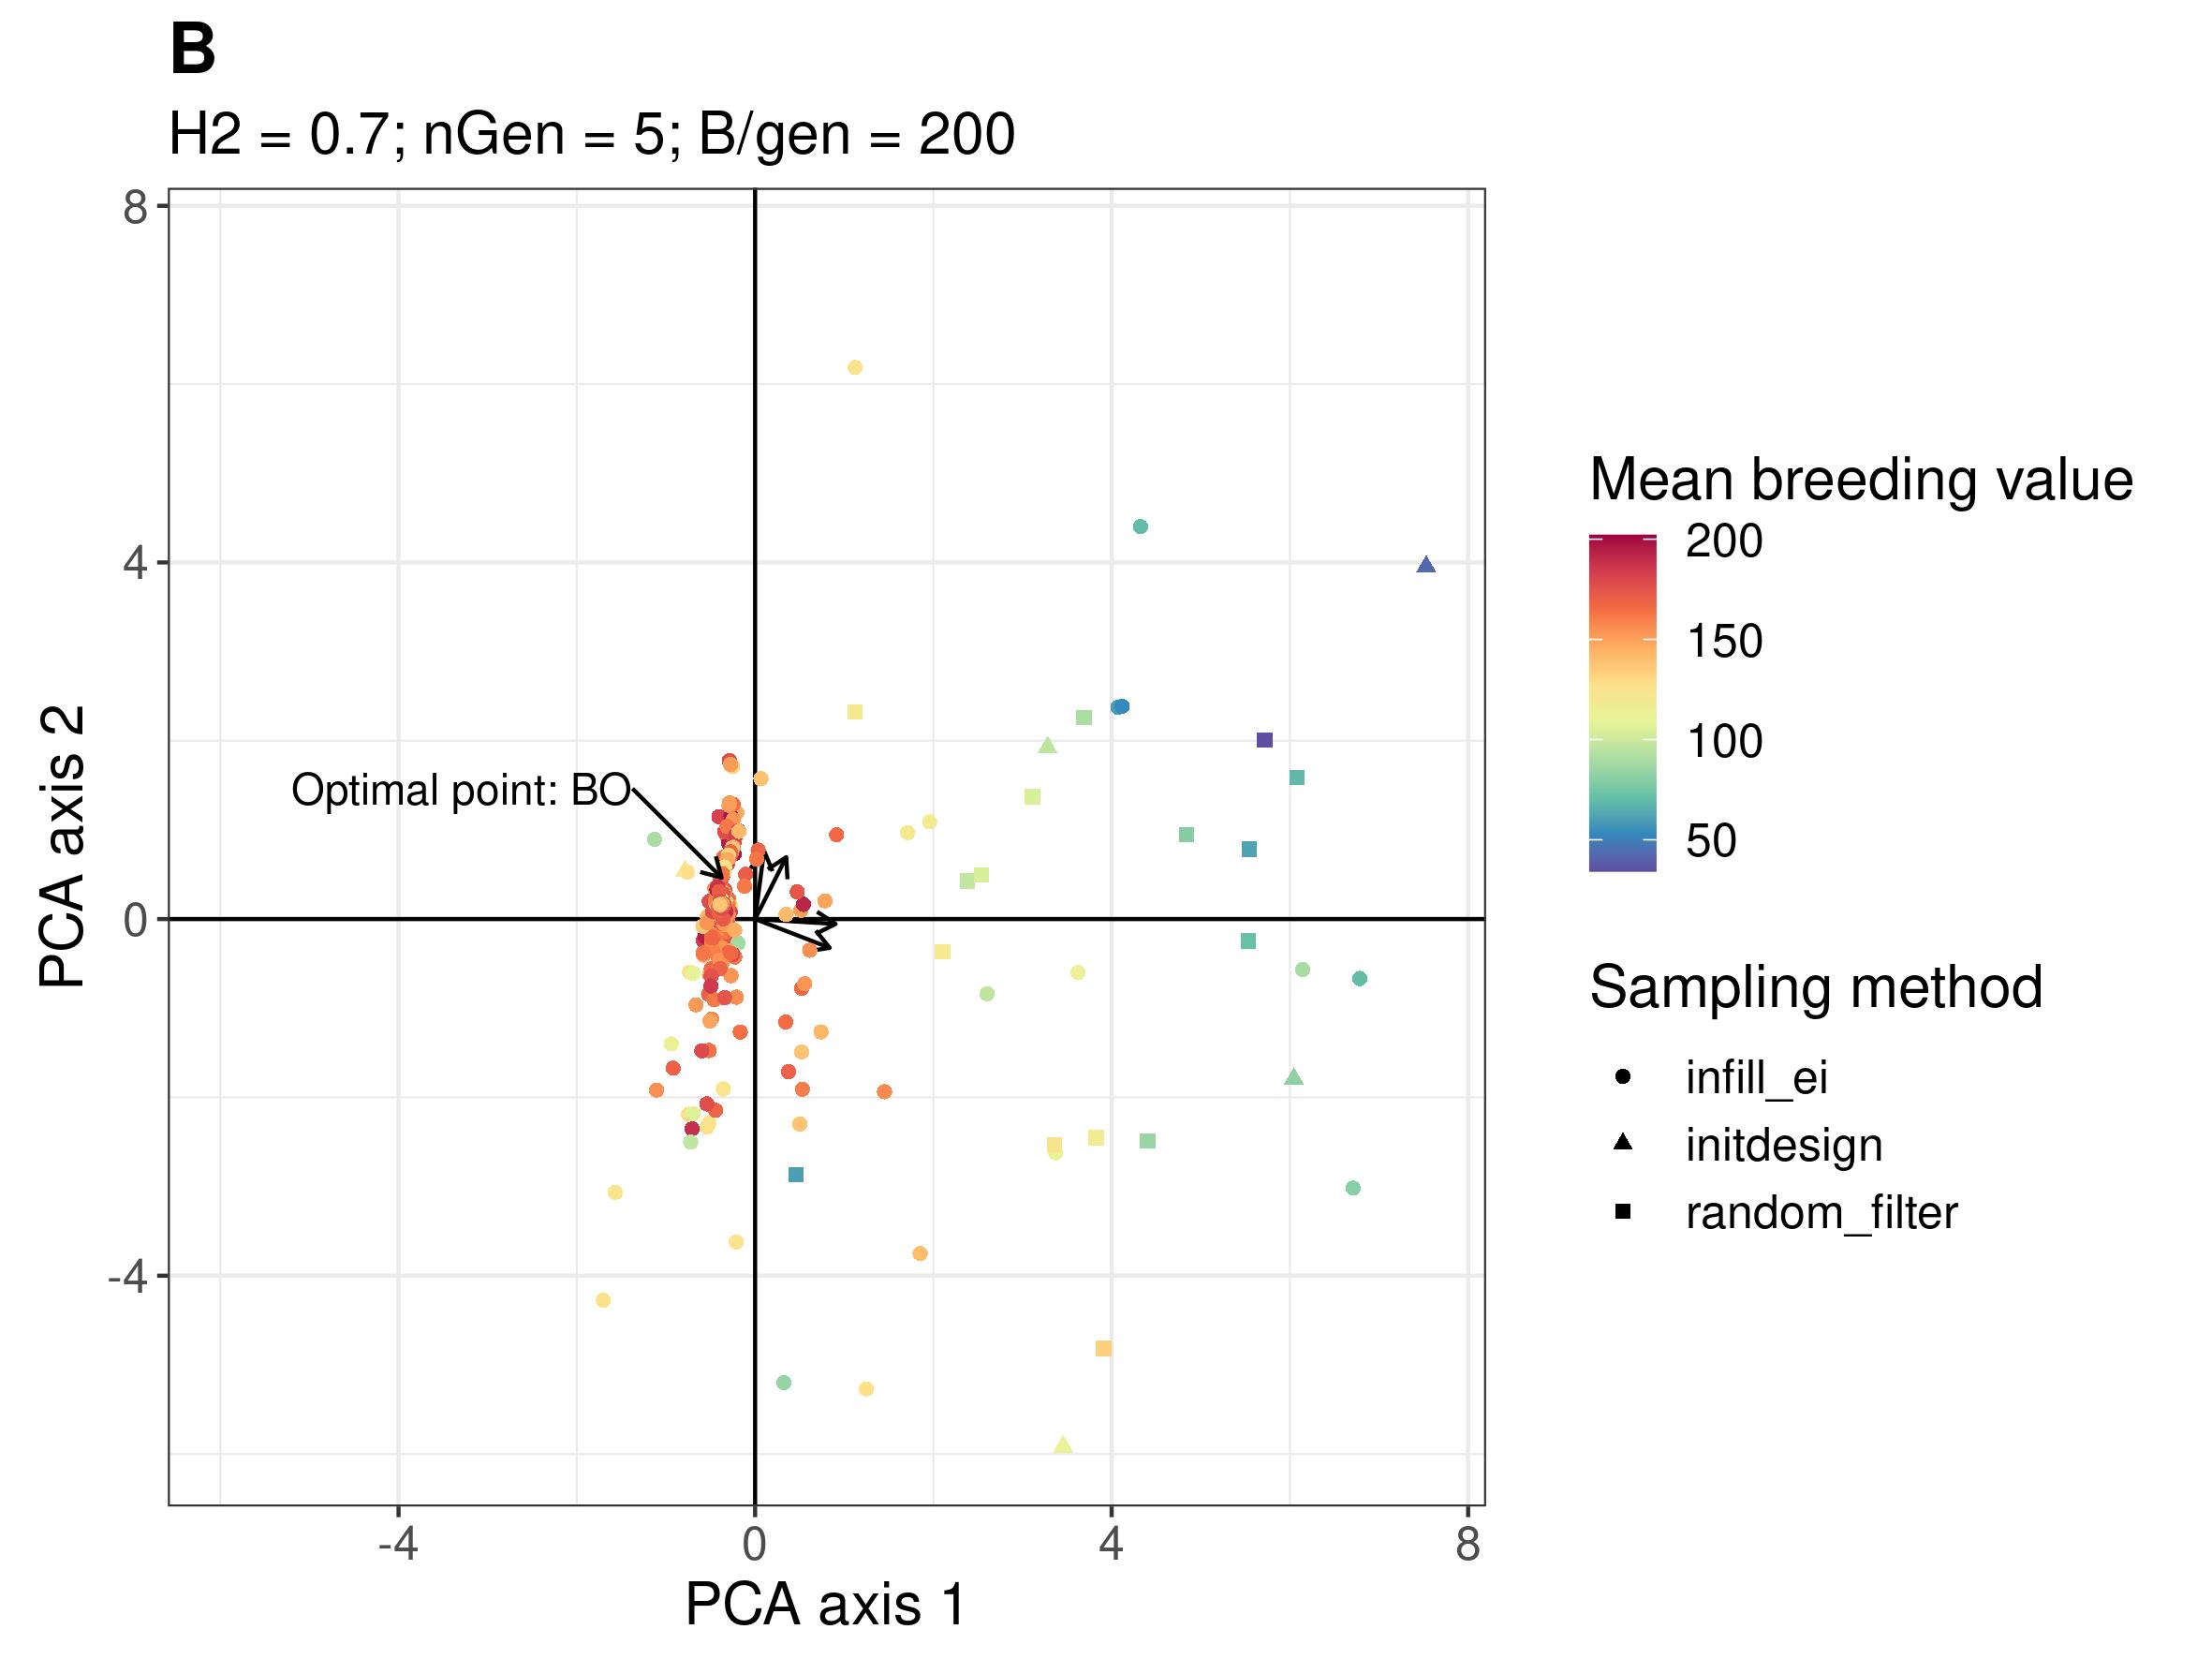 B
H2 = 0.7; nGen = 5; B/gen = 200
8
4
0
-4
Optimal point: BO
-4
0
4
8
PCA axis 1
PCA axis 2
Mean breeding value
200
150
100
50
Sampling method
infill_ei
initdesign
random_filter